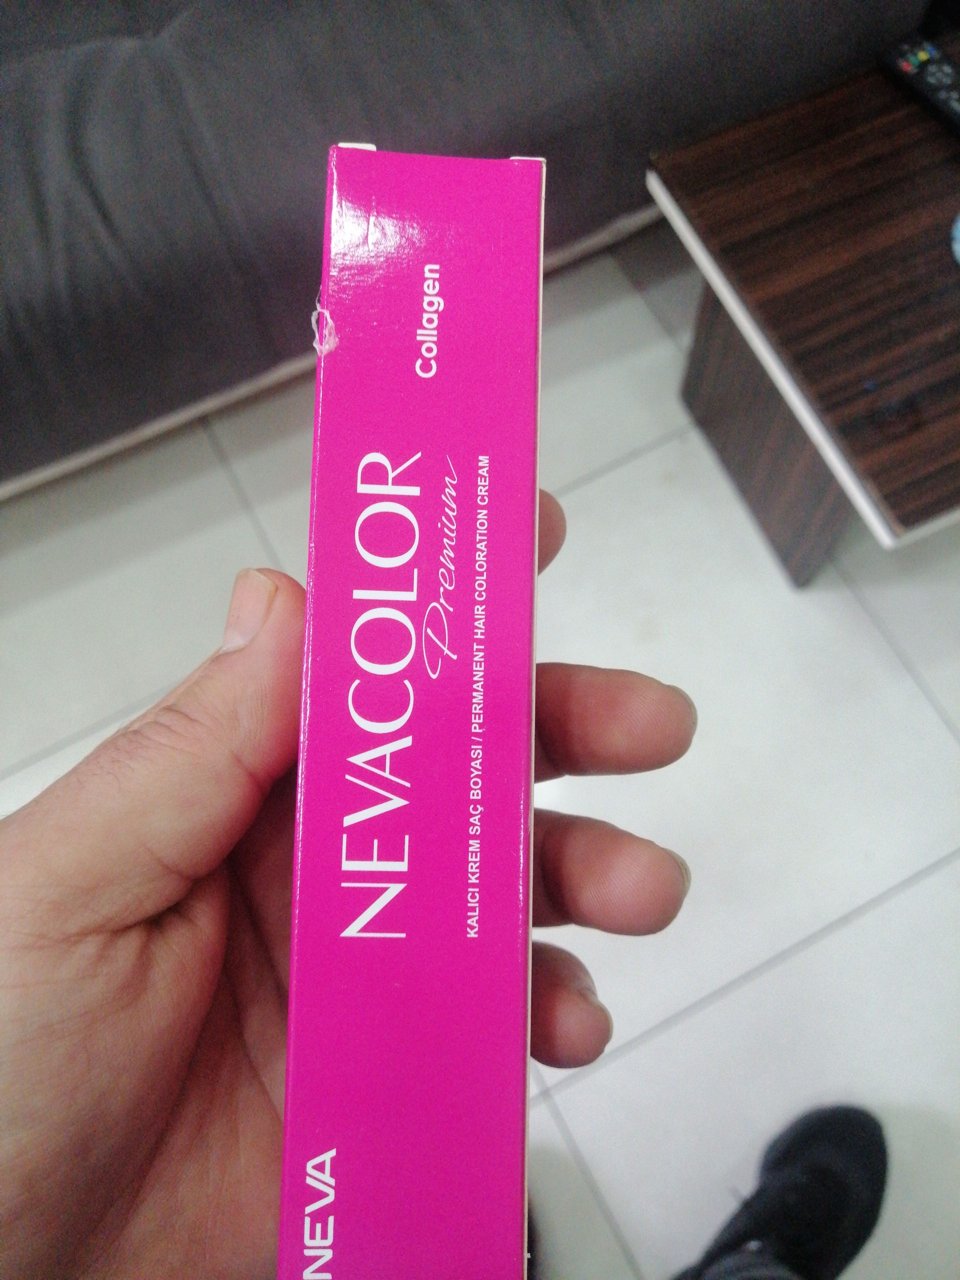 NEVACOLOR
Premium
Collagen
KALICI KREM SAÇ BOYASI / PERMANENT HAIR COLORATION CREAM
NEVA